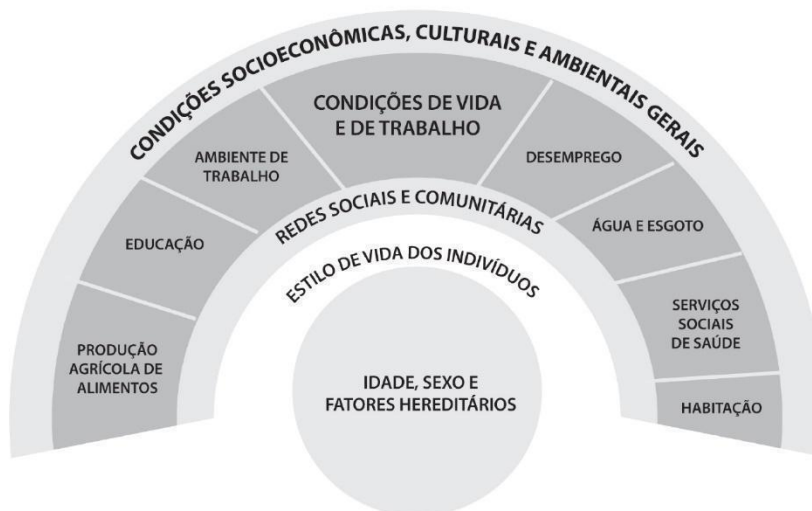 CONDIÇÕES SOCIOECONÔMICAS, CULTURAIS E AMBIENTAIS GERAIS
CONDIÇÕES DE VIDA
E DE TRABALHO
AMBIENTE DE
TRABALHO
DESEMPREGO
EDUCAÇÃO
ÁGUA E ESGOTO
PRODUÇÃO
AGRÍCOLA DE
ALIMENTOS
SERVIÇOS
SOCIAIS
DE SAÚDE
HABITAÇÃO
REDES SOCIAIS E COMUNITÁRIAS
ESTILO DE VIDA DOS INDIVÍDUOS
IDADE, SEXO E
FATORES HEREDITÁRIOS